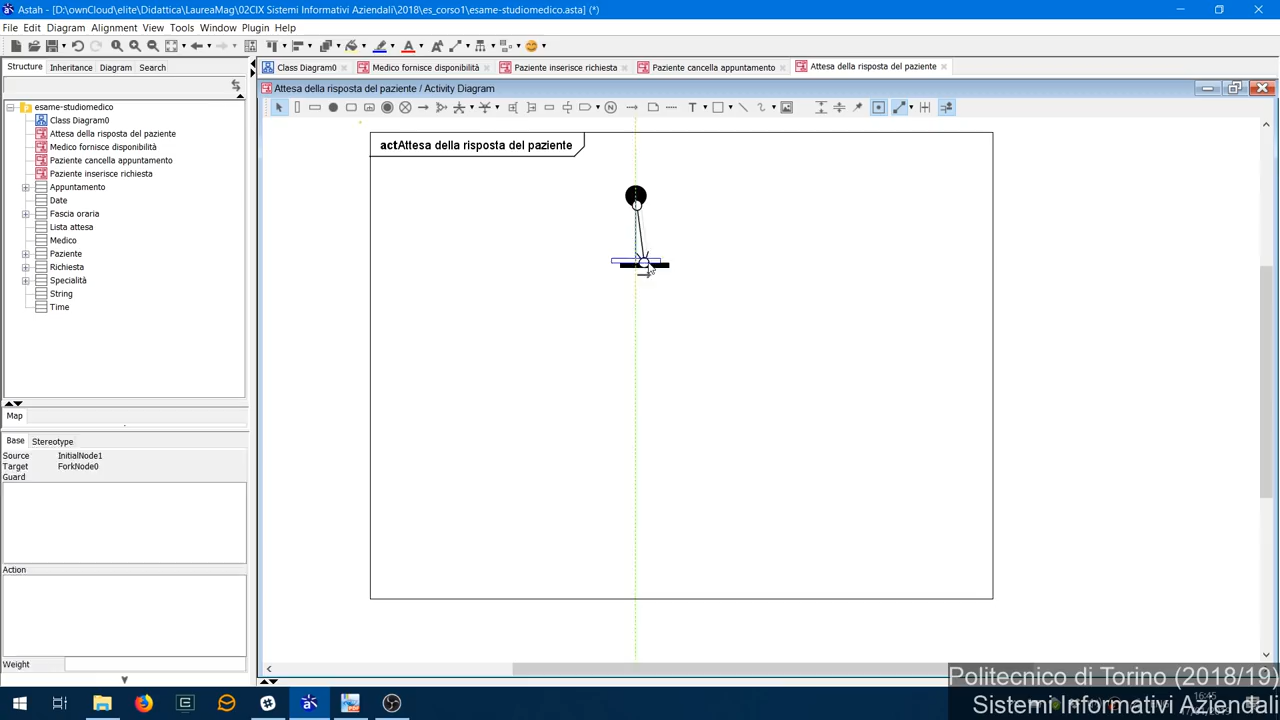 Astah - [D:\ownCloud\elite\Didattica\LaureaMag\02CIX Sistemi Informativi Aziendali\2018\es_corso1\esame-studiomedico.asta] (*)
File Edit Diagram Alignment View Tools Window Plugin Help
Structure Inheritance Diagram Search
Class Diagram0 Medico fornisce disponibilità Paziente inserisce richiesta Paziente cancella appuntamento Attesa della risposta del paziente
Attesa della risposta del paziente / Activity Diagram
esame-studiomedico
Class Diagram0
Attesa della risposta del paziente
Medico fornisce disponibilità
Paziente cancella appuntamento
Paziente inserisce richiesta
Appuntamento
Date
Fascia oraria
Lista attesa
Medico
Paziente
Richiesta
Specialità
String
Time
Map
Base Stereotype
Source InitialNode1
Target ForkNode0
Guard
Action
Weight
actAttesa della risposta del paziente
Politecnico di Torino (2018/19)
Sistemi Informativi Aziendali
16:45